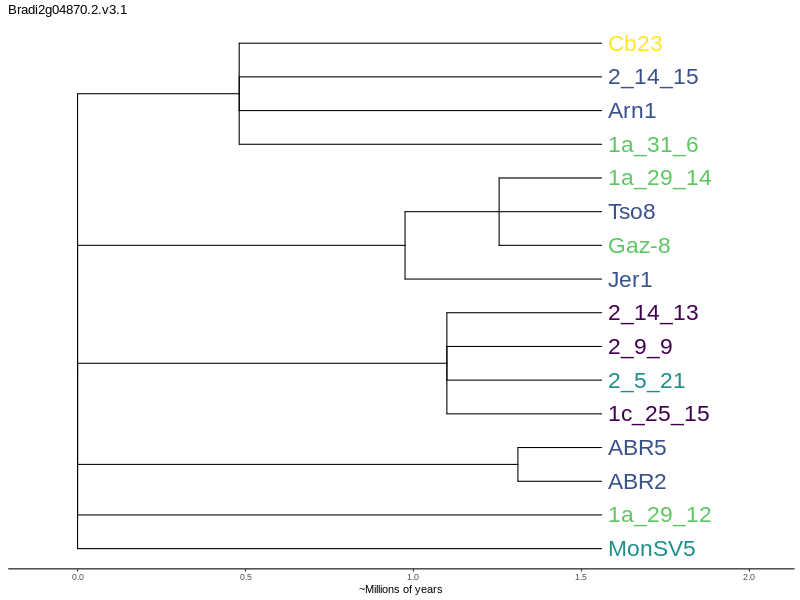 Bradi2g04870.2.v3.1
Cb23
2_14_15
Arn1
1a_31_6
1a_29_14
Tso8
Gaz-8
Jer1
2_14_13
2_9_9
2_5_21
1c_25_15
ABR5
ABR2
1a_29_12
MonSV5
0.0 0.5 1.0 1.5 2.0
~Millions of years